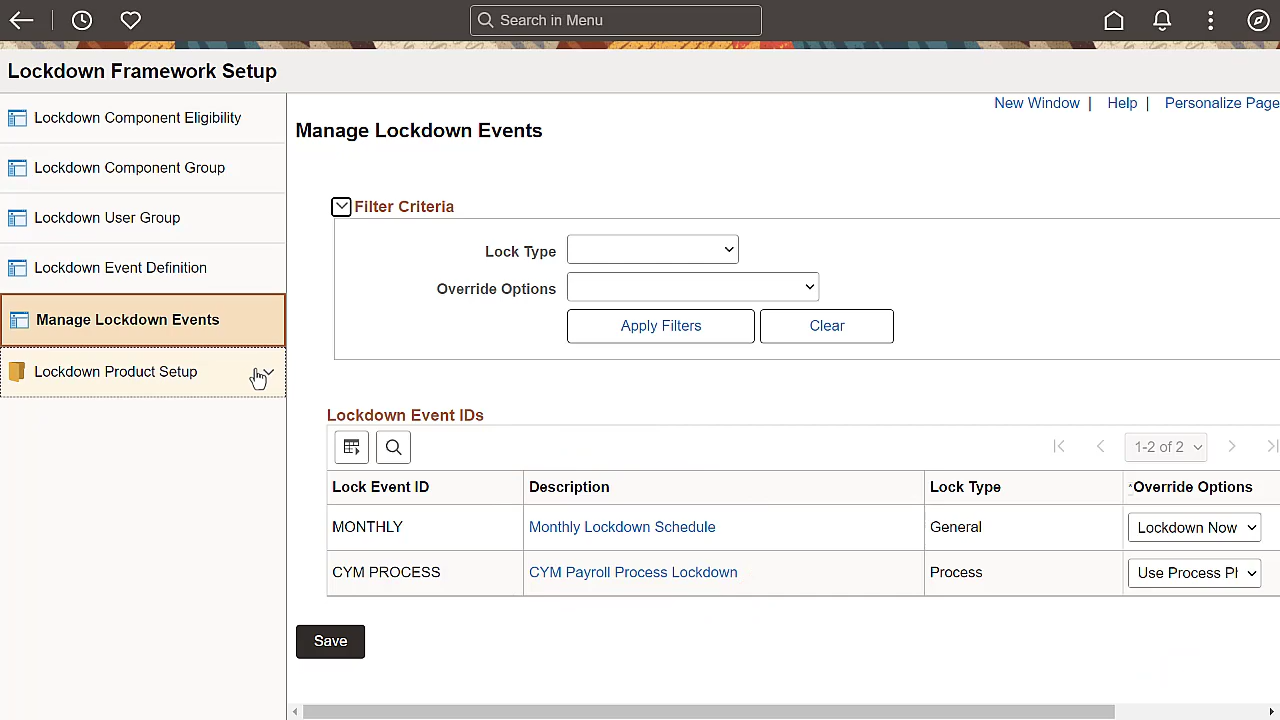 Search in Menu
Lockdown Framework Setup
Lockdown Component Eligibility
Lockdown Component Group
Lockdown User Group
Lockdown Event Definition
Manage Lockdown Events
Lockdown Product Setup
New Window | Help | Personalize Page
Manage Lockdown Events
Filter Criteria
Lock Type
Override Options
Apply Filters Clear
Lockdown Event IDs
1-2 of 2
Lock Event ID Description Lock Type *Override Options
MONTHLY Monthly Lockdown Schedule General Lockdown Now
CYM PROCESS CYM Payroll Process Lockdown Process Use Process Pl
Save